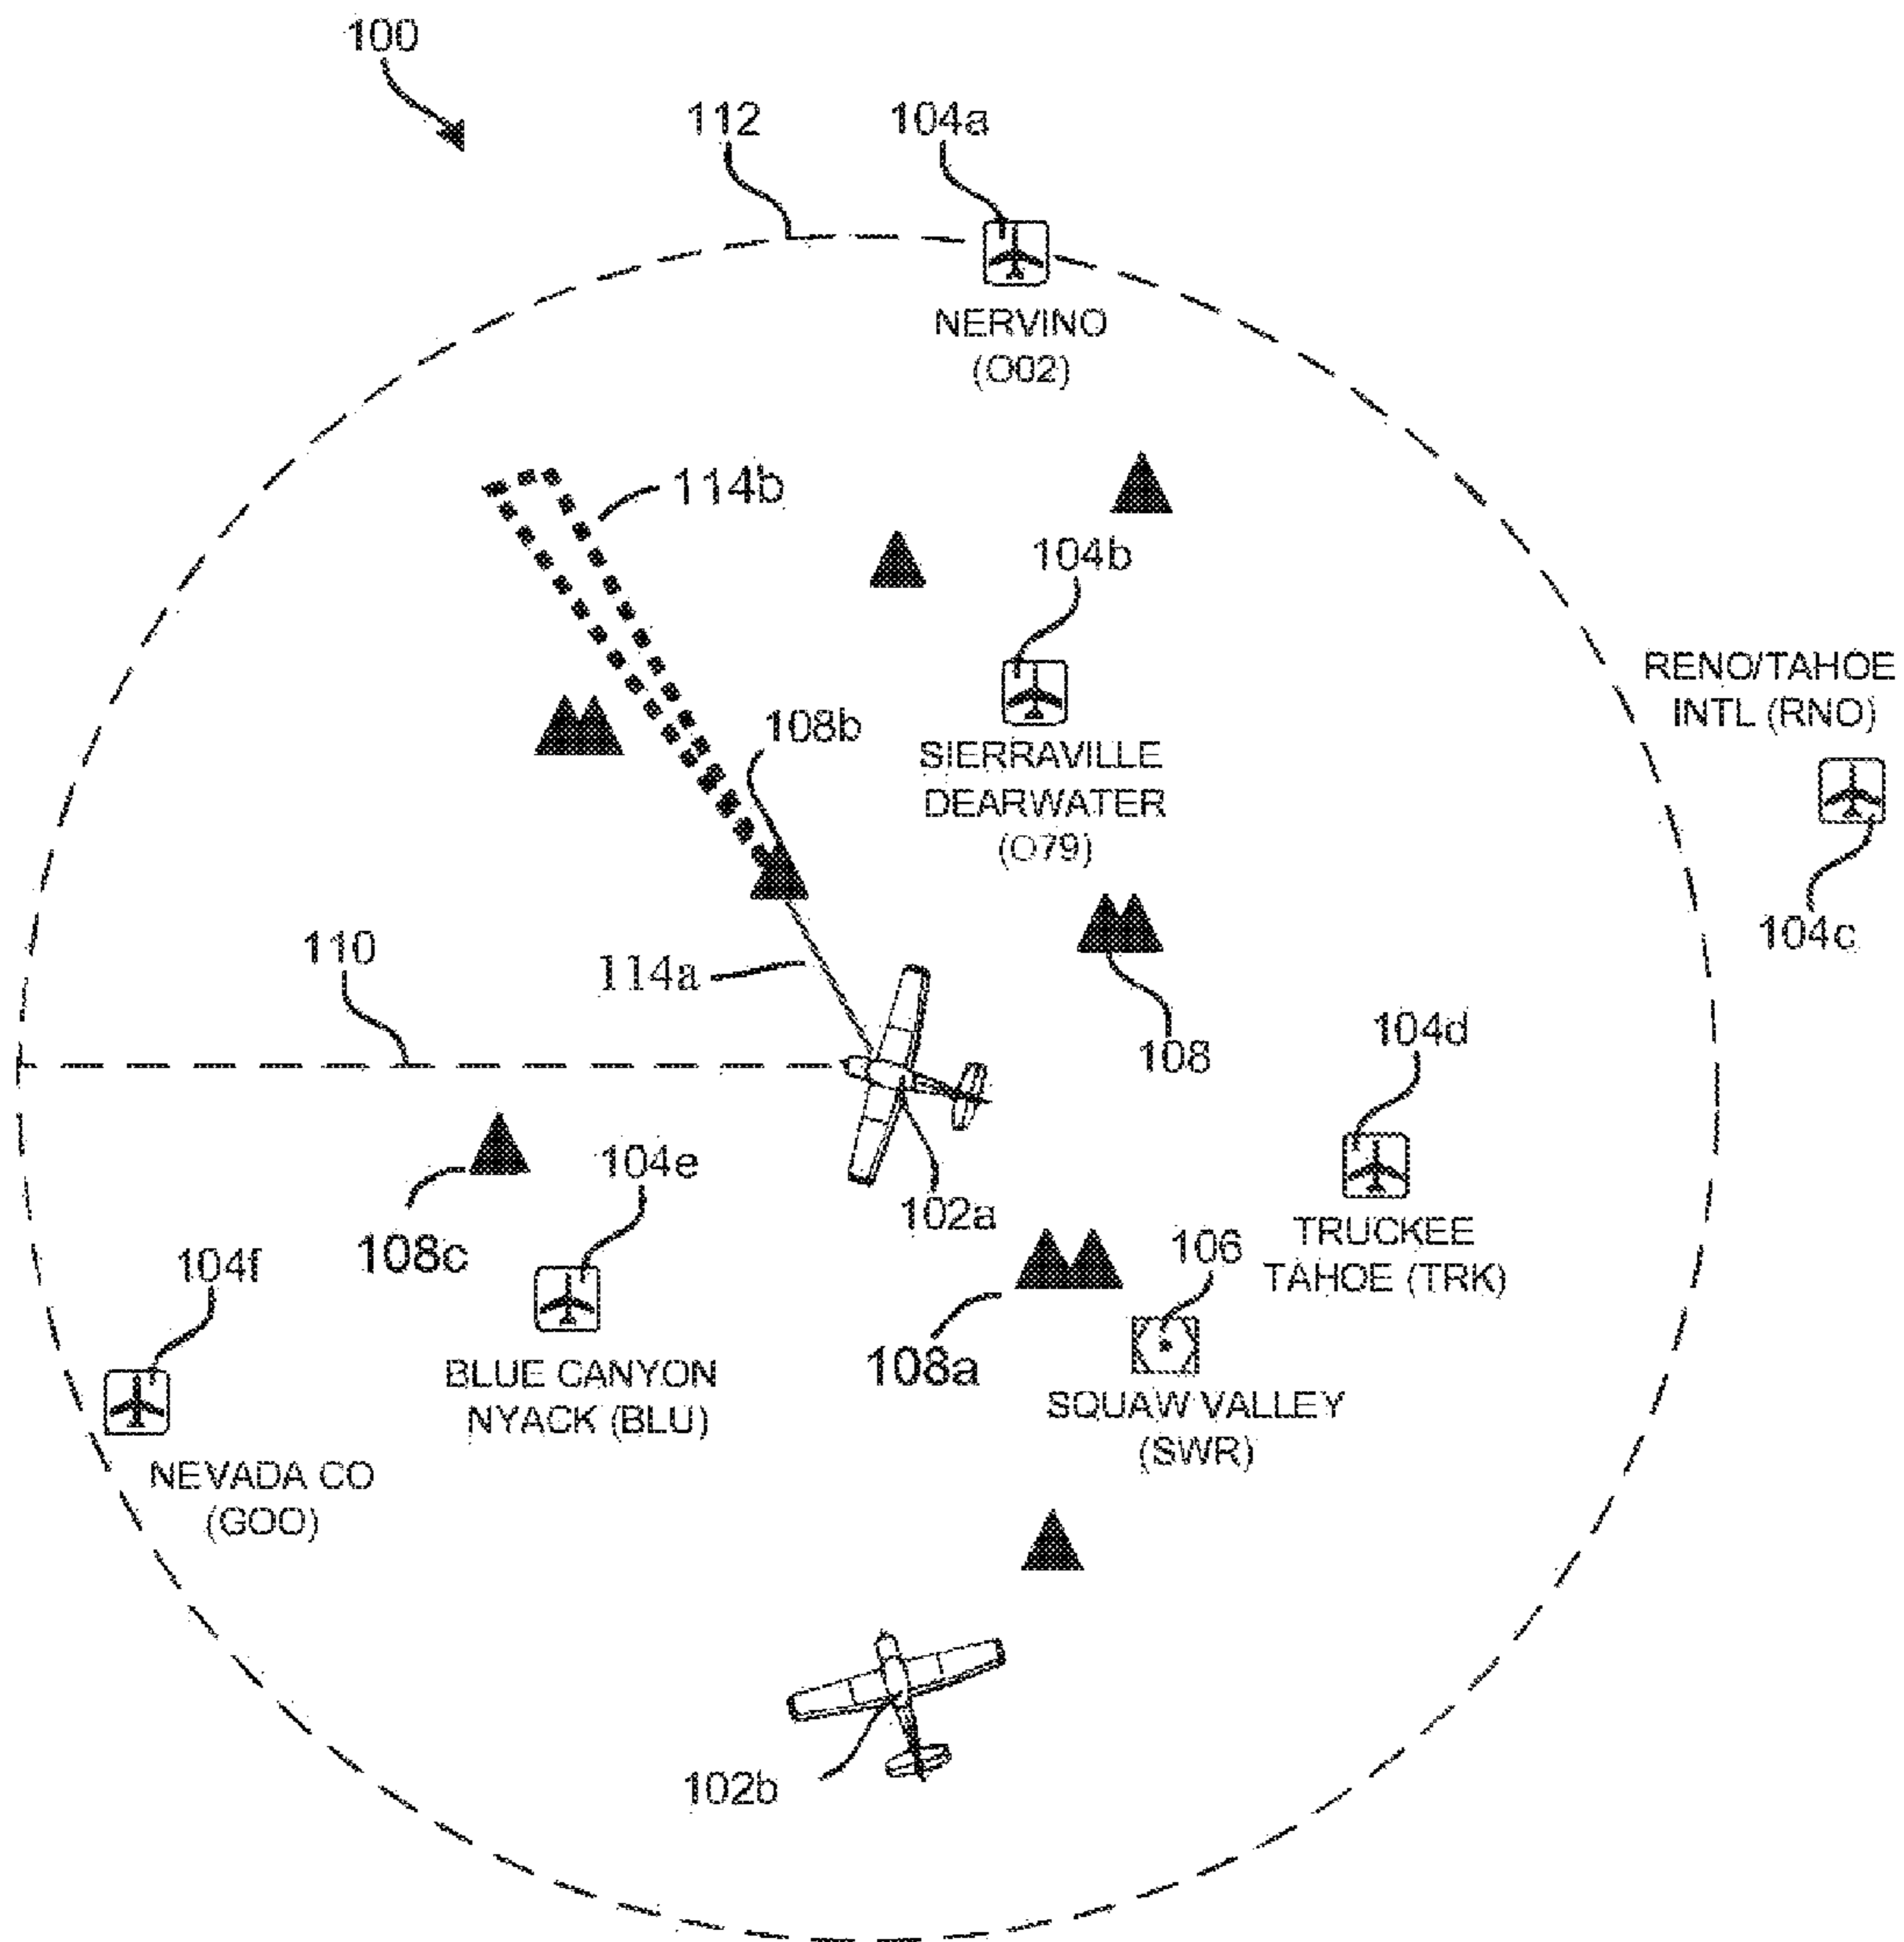 100
112
104a
NERVINO
(O02)
114b
104b
RENO/TAHOE
INTL (RNO)
108b
SIERRAVILLE
DEARWATER
(O79)
104c
110
114a
108
104d
104e
102a
108c
104f
106
TRUCKEE
TAHOE (TRK)
108a
BLUE CANYON
NYACK (BLU)
SQUAW VALLEY
(SWR)
NEVADA CO
(GOO)
102b